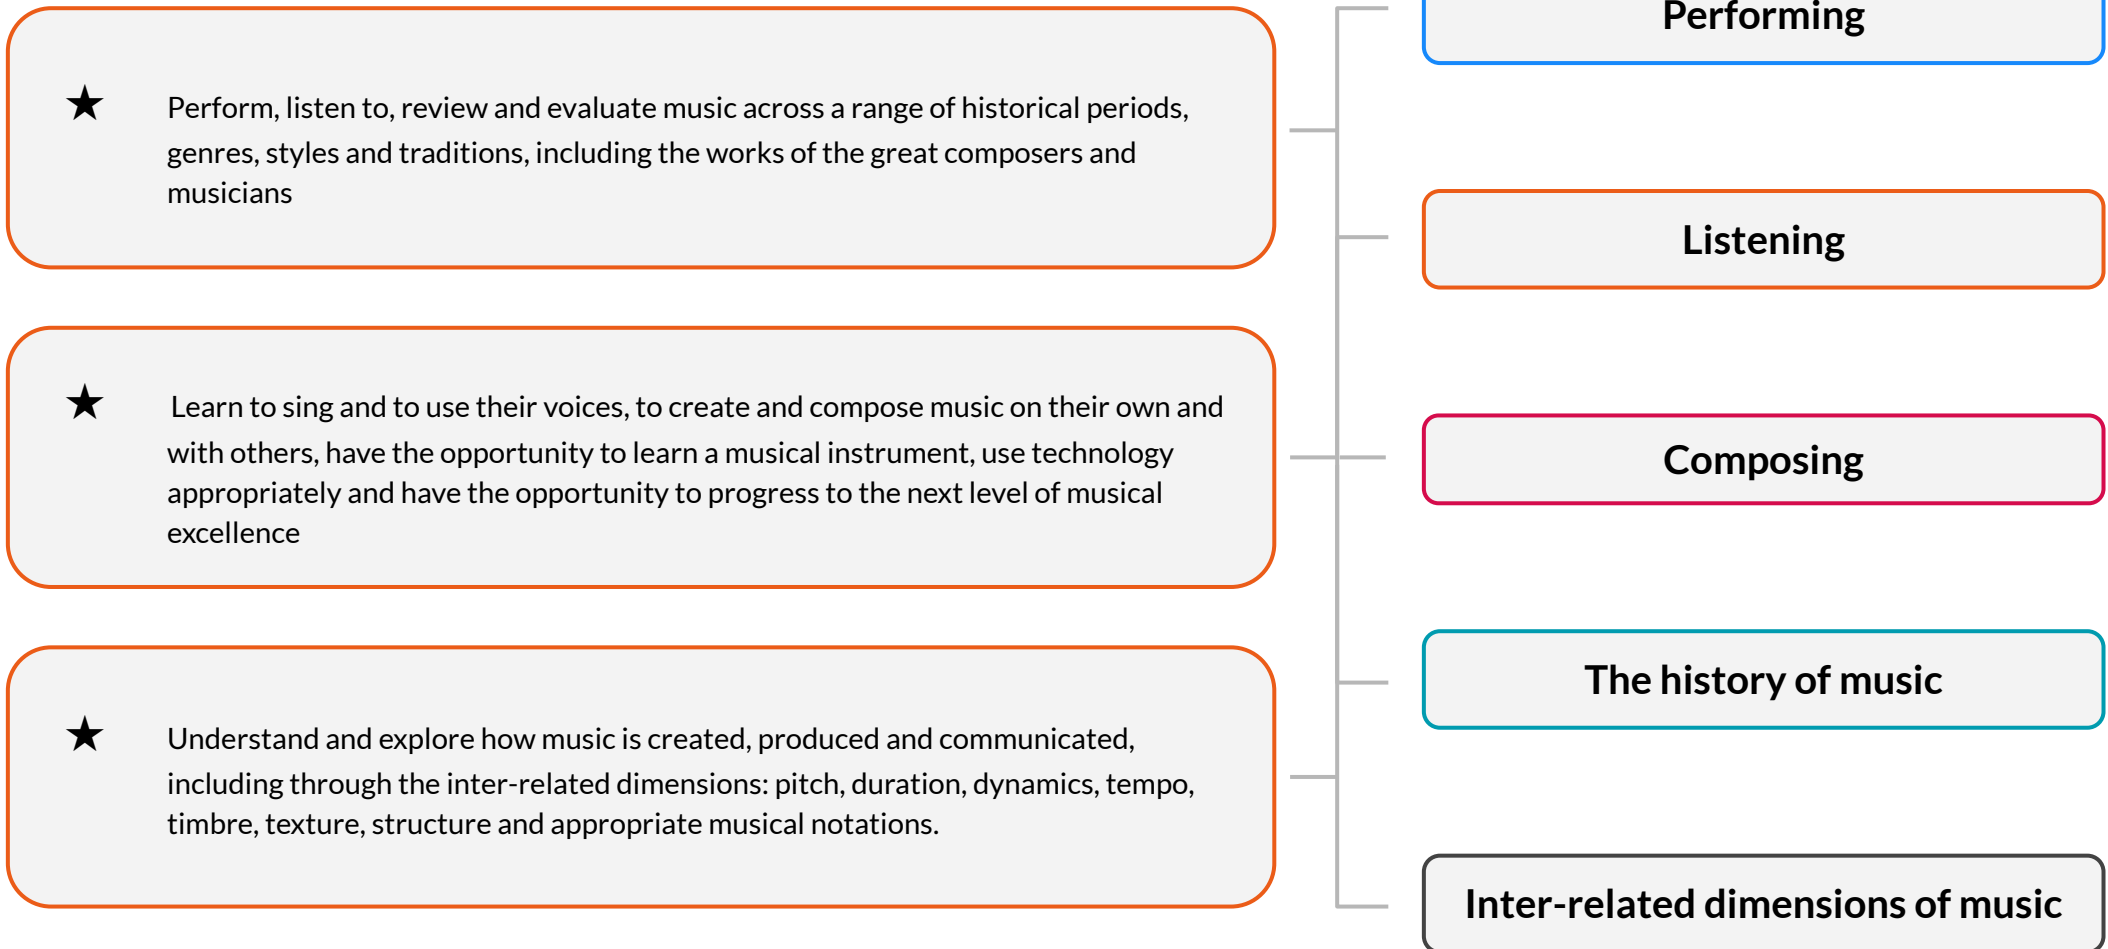 Perform, listen to, review and evaluate music across a range of historical periods,
genres, styles and traditions, including the works of the great composers and
musicians
Learn to sing and to use their voices, to create and compose music on their own and
with others, have the opportunity to learn a musical instrument, use technology
appropriately and have the opportunity to progress to the next level of musical
excellence
Understand and explore how music is created, produced and communicated,
including through the inter-related dimensions: pitch, duration, dynamics, tempo,
timbre, texture, structure and appropriate musical notations.
Performing
Listening
Composing
The history of music
Inter-related dimensions of music